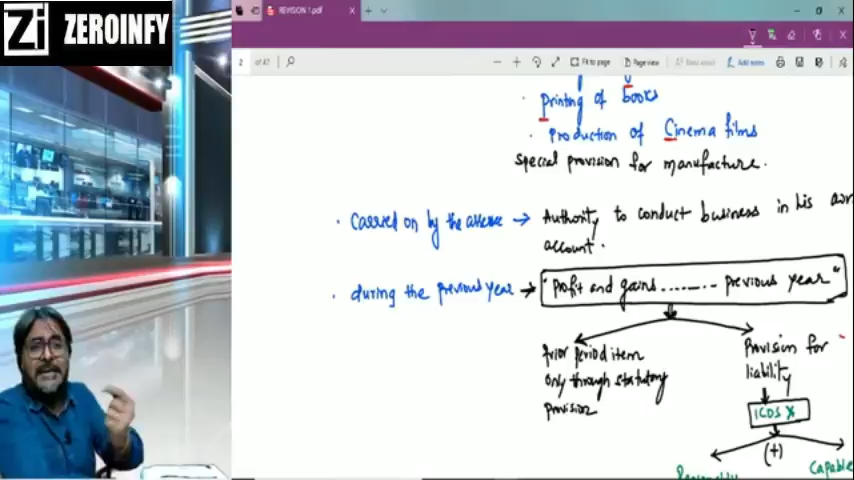 Zi ZEROINFY
REVISION 1.pdf
2 of 47
Fit to page
Page view
Add notes
Printing of books
Production of Cinema films
Special provision for manufacture.
Carried on by the assessee → Authority to conduct business in his own
account.
during the previous year → "Profit and gains ........ previous year"
Prior period item
only through statutory
provision
Provision for
liability
ICDS X
(+)
Reasonably
Capable